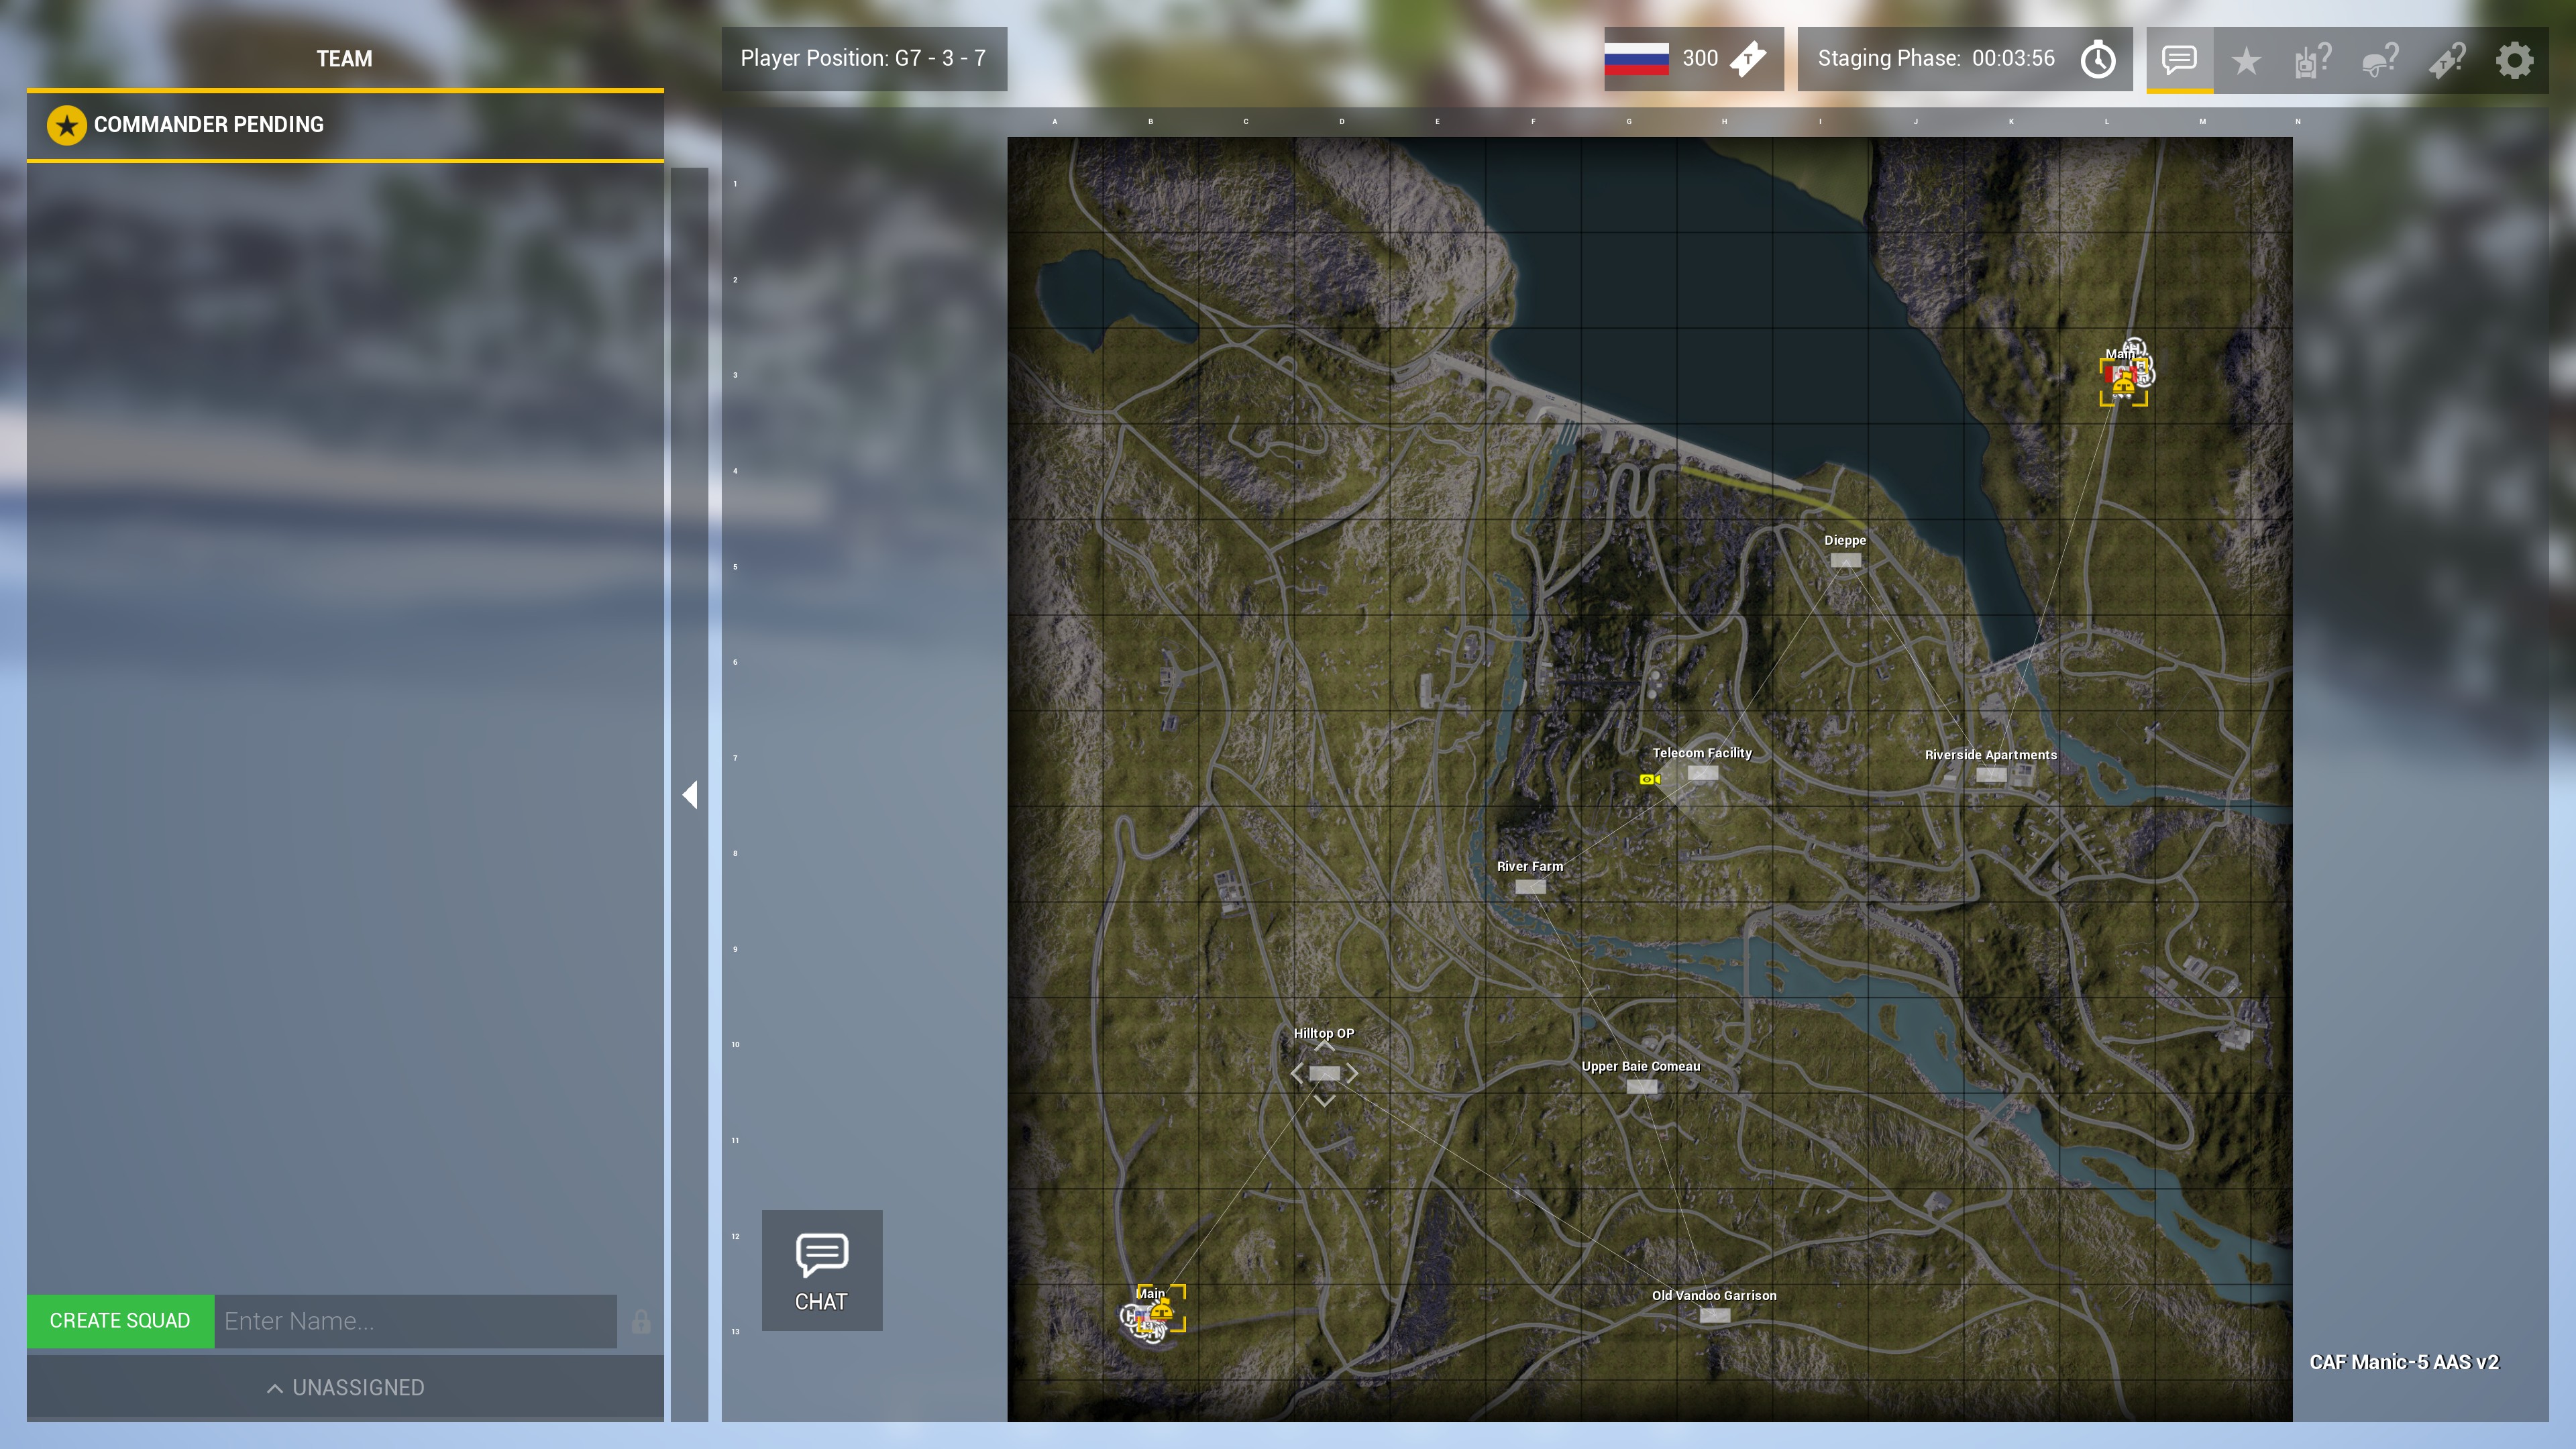 TEAM
Player Position: G7 - 3 - 7
300
Staging Phase: 00:03:56
COMMANDER PENDING
A B C D E F G H I J K L M N
1
2
3
4
5
6
7
8
9
10
11
12
13
Main
Dieppe
Telecom Facility
Riverside Apartments
River Farm
Hilltop OP
Upper Baie Comeau
Main
Old Vandoo Garrison
CHAT
CREATE SQUAD Enter Name...
UNASSIGNED
CAF Manic-5 AAS v2